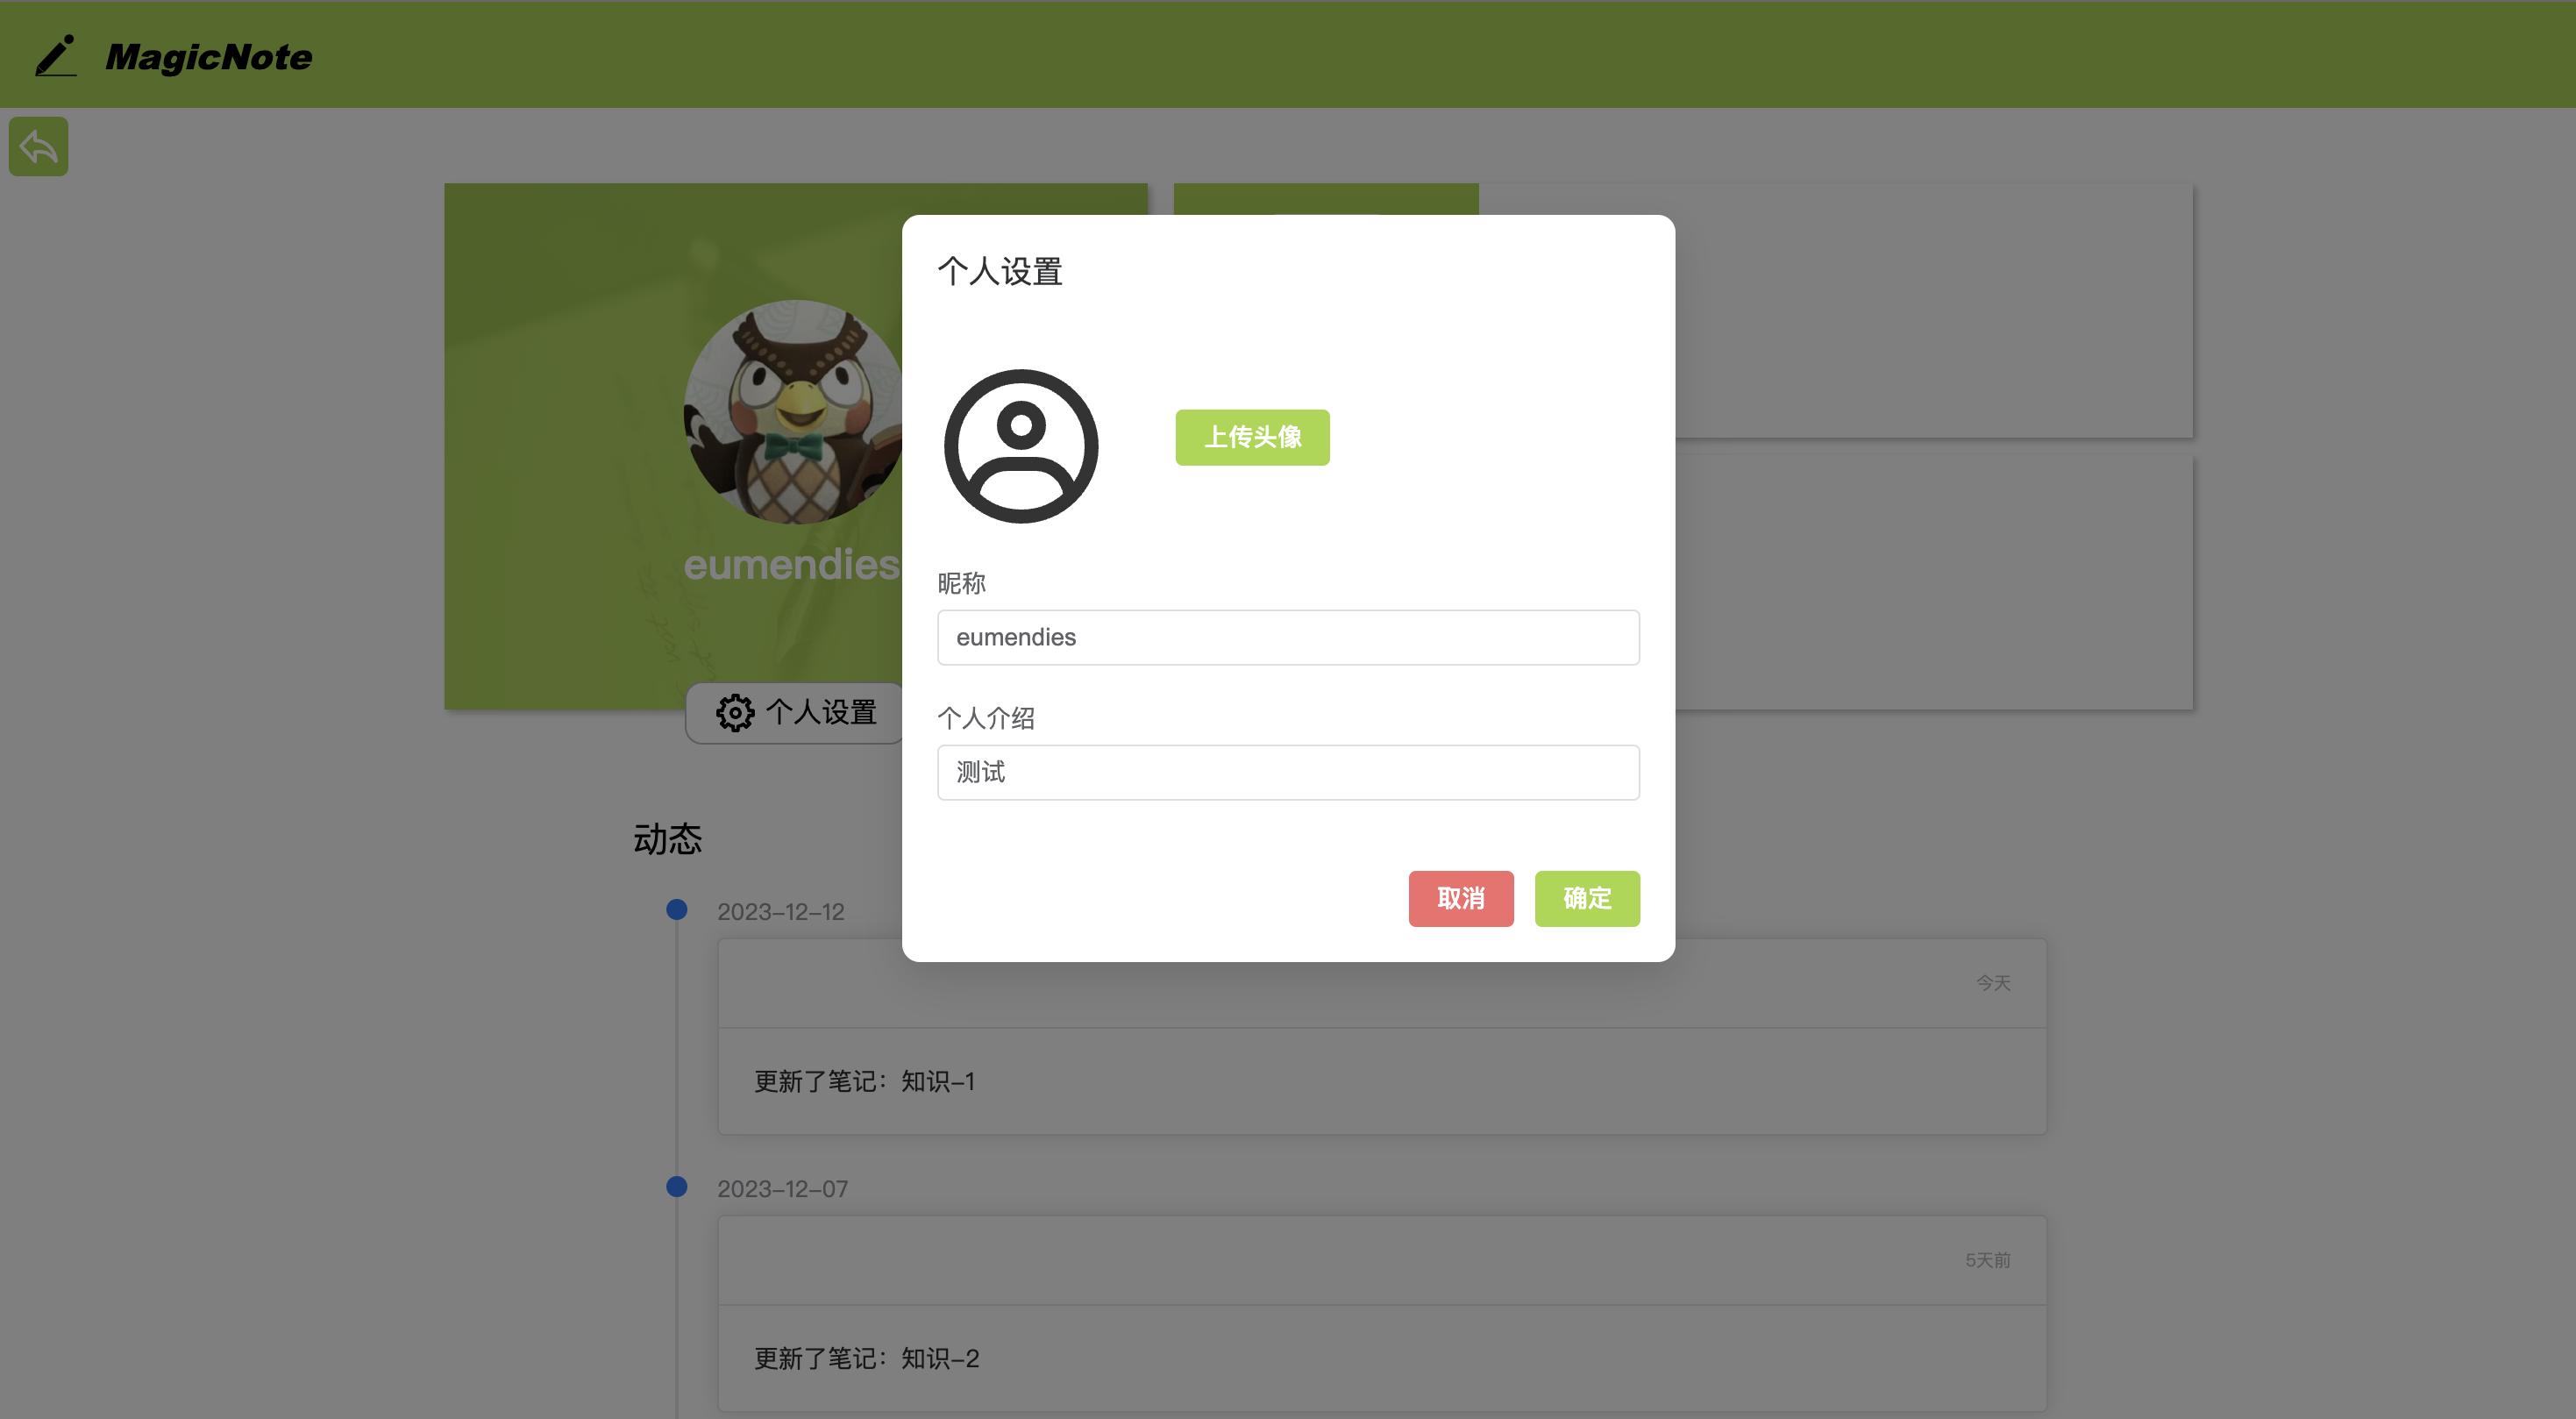 MagicNote
eumendies
个人设置
个人设置
上传头像
昵称
eumendies
个人介绍
测试
取消
确定
动态
2023-12-12
今天
更新了笔记：知识-1
2023-12-07
5天前
更新了笔记：知识-2